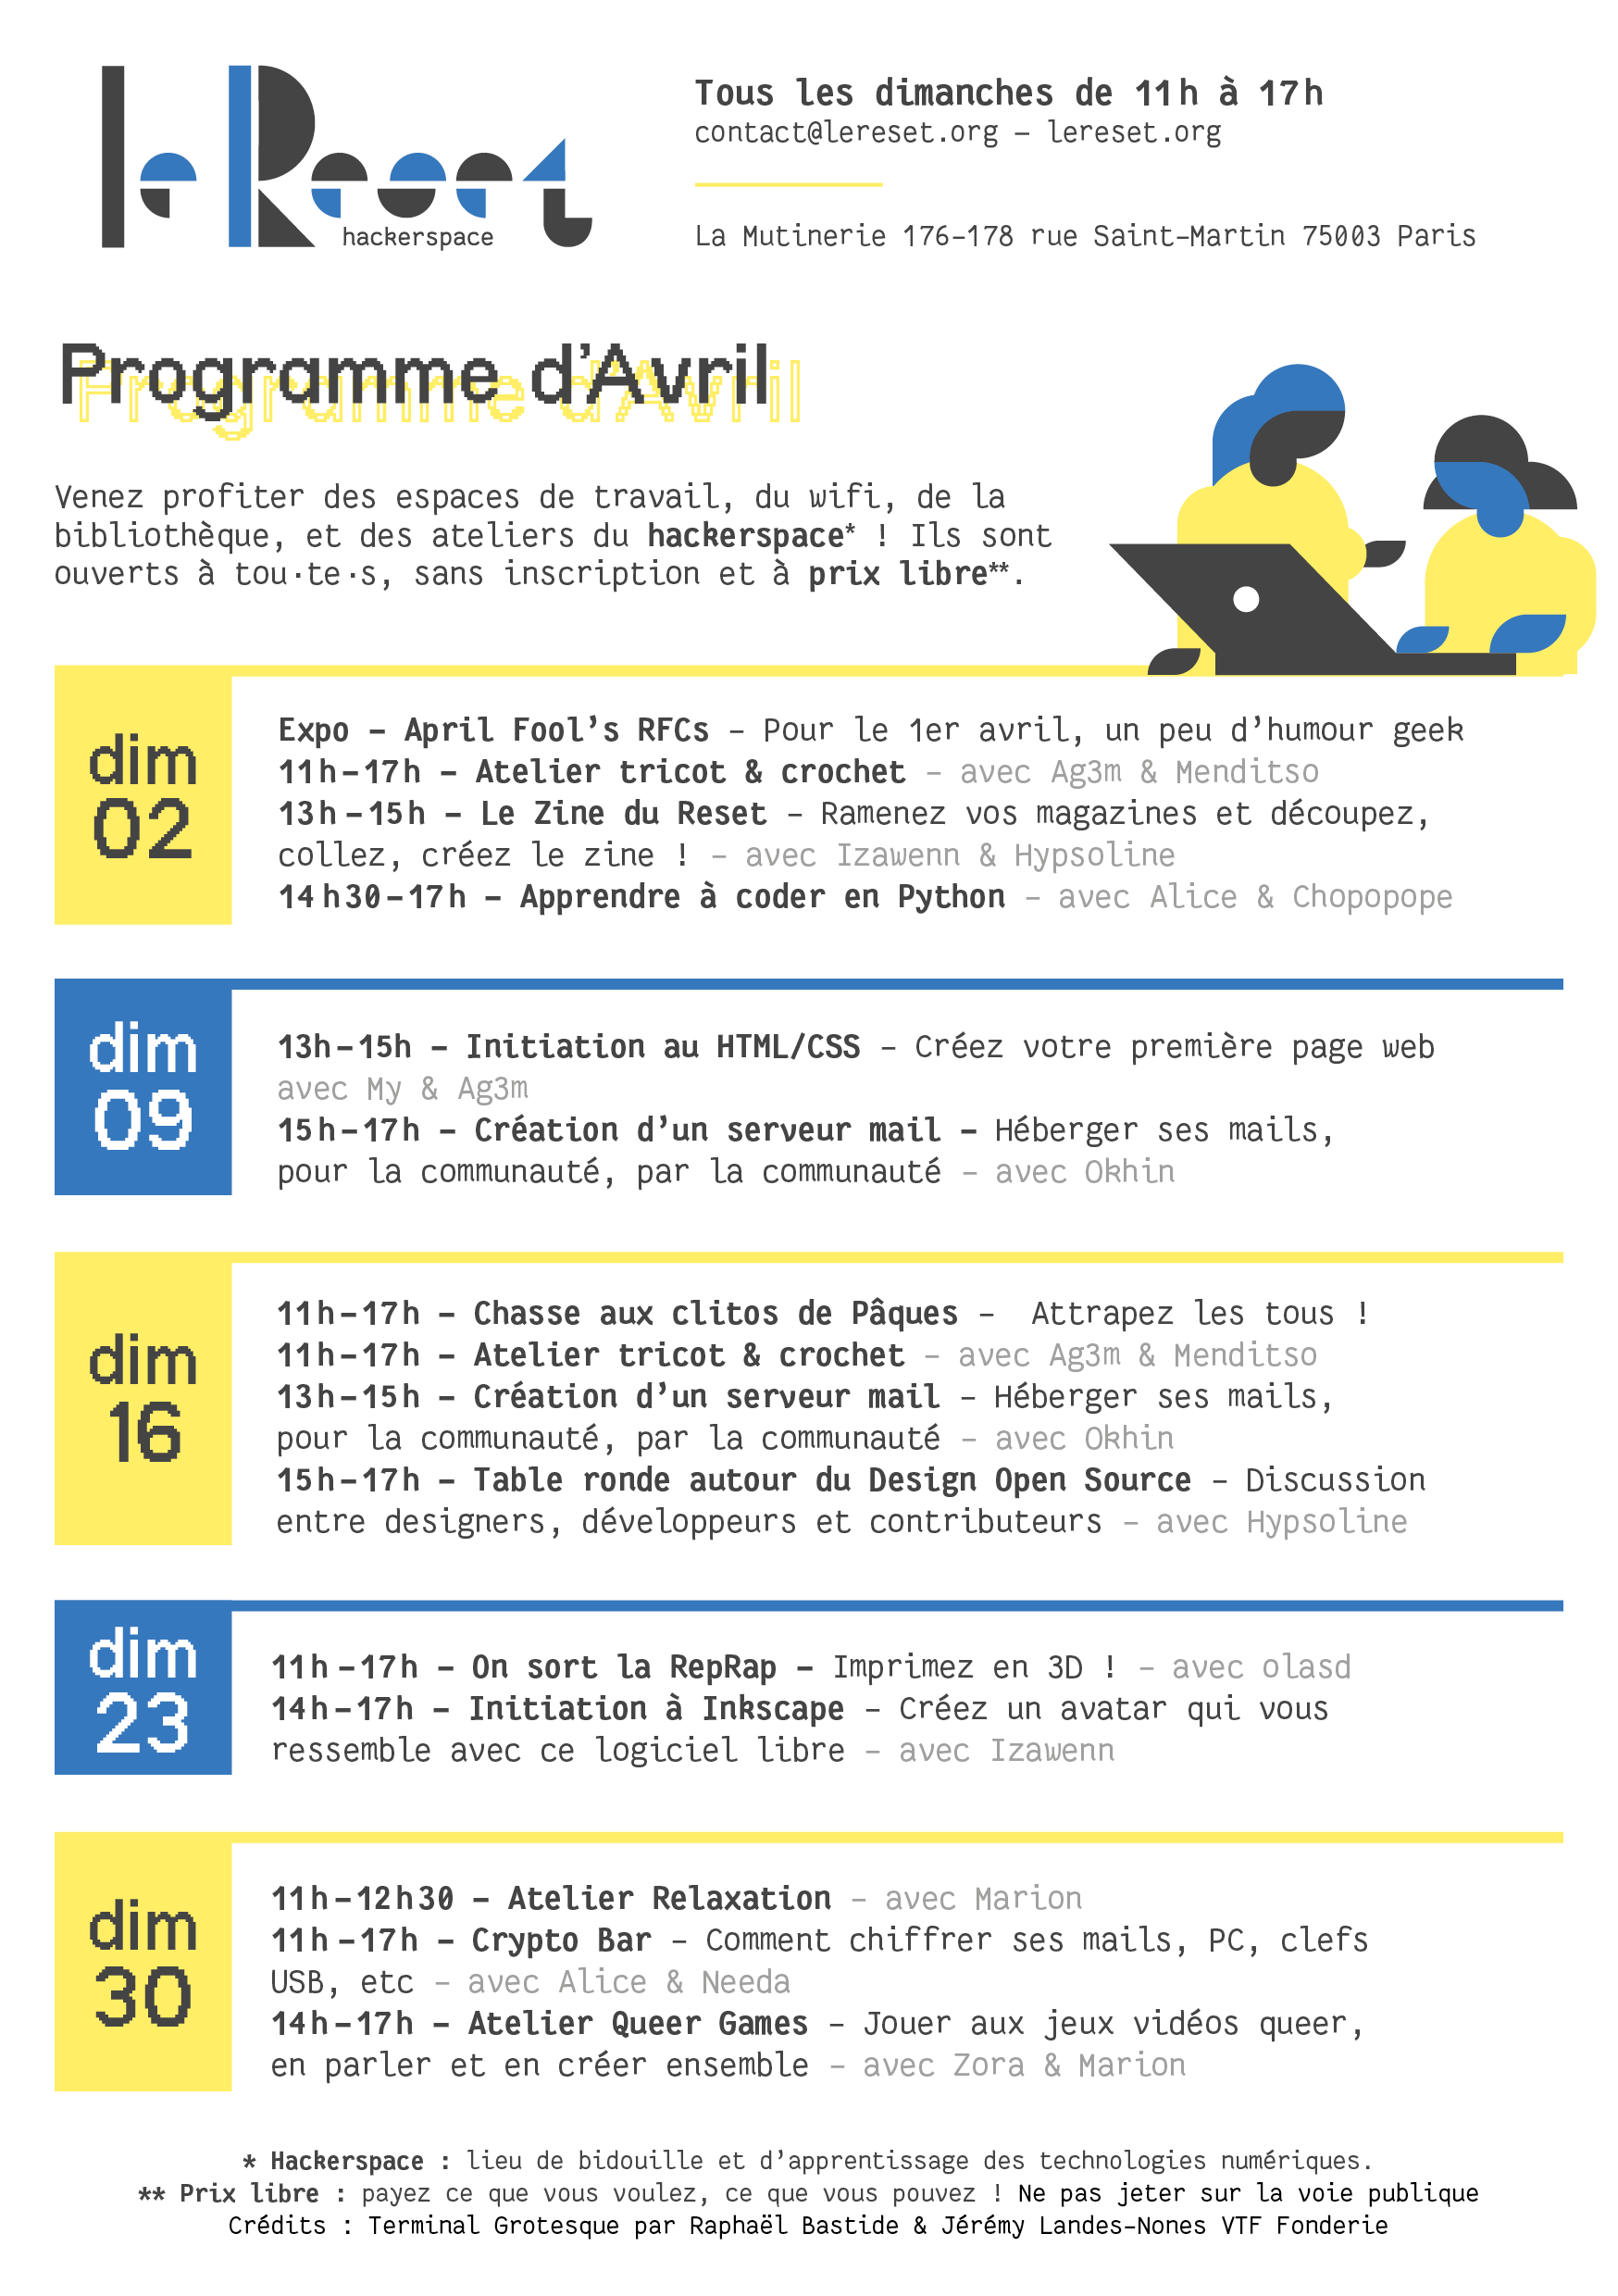 le Reset
hackerspace
Tous les dimanches de 11h à 17h
contact@lereset.org – lereset.org
La Mutinerie 176-178 rue Saint-Martin 75003 Paris
Programme d’Avril
Venez profiter des espaces de travail, du wifi, de la
bibliothèque, et des ateliers du hackerspace* ! Ils sont
ouverts à tou·te·s, sans inscription et à prix libre**.
dim
02
Expo – April Fool’s RFCs – Pour le 1er avril, un peu d’humour geek
11h-17h – Atelier tricot & crochet – avec Ag3m & Menditso
13h-15h – Le Zine du Reset – Ramenez vos magazines et découpez,
collez, créez le zine ! – avec Izawenn & Hypsoline
14h30-17h – Apprendre à coder en Python – avec Alice & Chopopope
dim
09
13h-15h – Initiation au HTML/CSS – Créez votre première page web
avec My & Ag3m
15h-17h – Création d’un serveur mail – Héberger ses mails,
pour la communauté, par la communauté – avec Okhin
dim
16
11h-17h – Chasse aux clitos de Pâques – Attrapez les tous !
11h-17h – Atelier tricot & crochet – avec Ag3m & Menditso
13h-15h – Création d’un serveur mail – Héberger ses mails,
pour la communauté, par la communauté – avec Okhin
15h-17h – Table ronde autour du Design Open Source – Discussion
entre designers, développeurs et contributeurs – avec Hypsoline
dim
23
11h-17h – On sort la RepRap – Imprimez en 3D ! – avec olasd
14h-17h – Initiation à Inkscape – Créez un avatar qui vous
ressemble avec ce logiciel libre – avec Izawenn
dim
30
11h-12h30 – Atelier Relaxation – avec Marion
11h-17h – Crypto Bar – Comment chiffrer ses mails, PC, clefs
USB, etc – avec Alice & Needa
14h-17h – Atelier Queer Games – Jouer aux jeux vidéos queer,
en parler et en créer ensemble – avec Zora & Marion
* Hackerspace : lieu de bidouille et d’apprentissage des technologies numériques.
** Prix libre : payez ce que vous voulez, ce que vous pouvez ! Ne pas jeter sur la voie publique
Crédits : Terminal Grotesque par Raphaël Bastide & Jérémy Landes-Nones VTF Fonderie